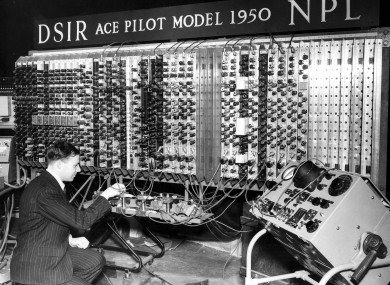 DSIR ACE PILOT MODEL 1950 NPL